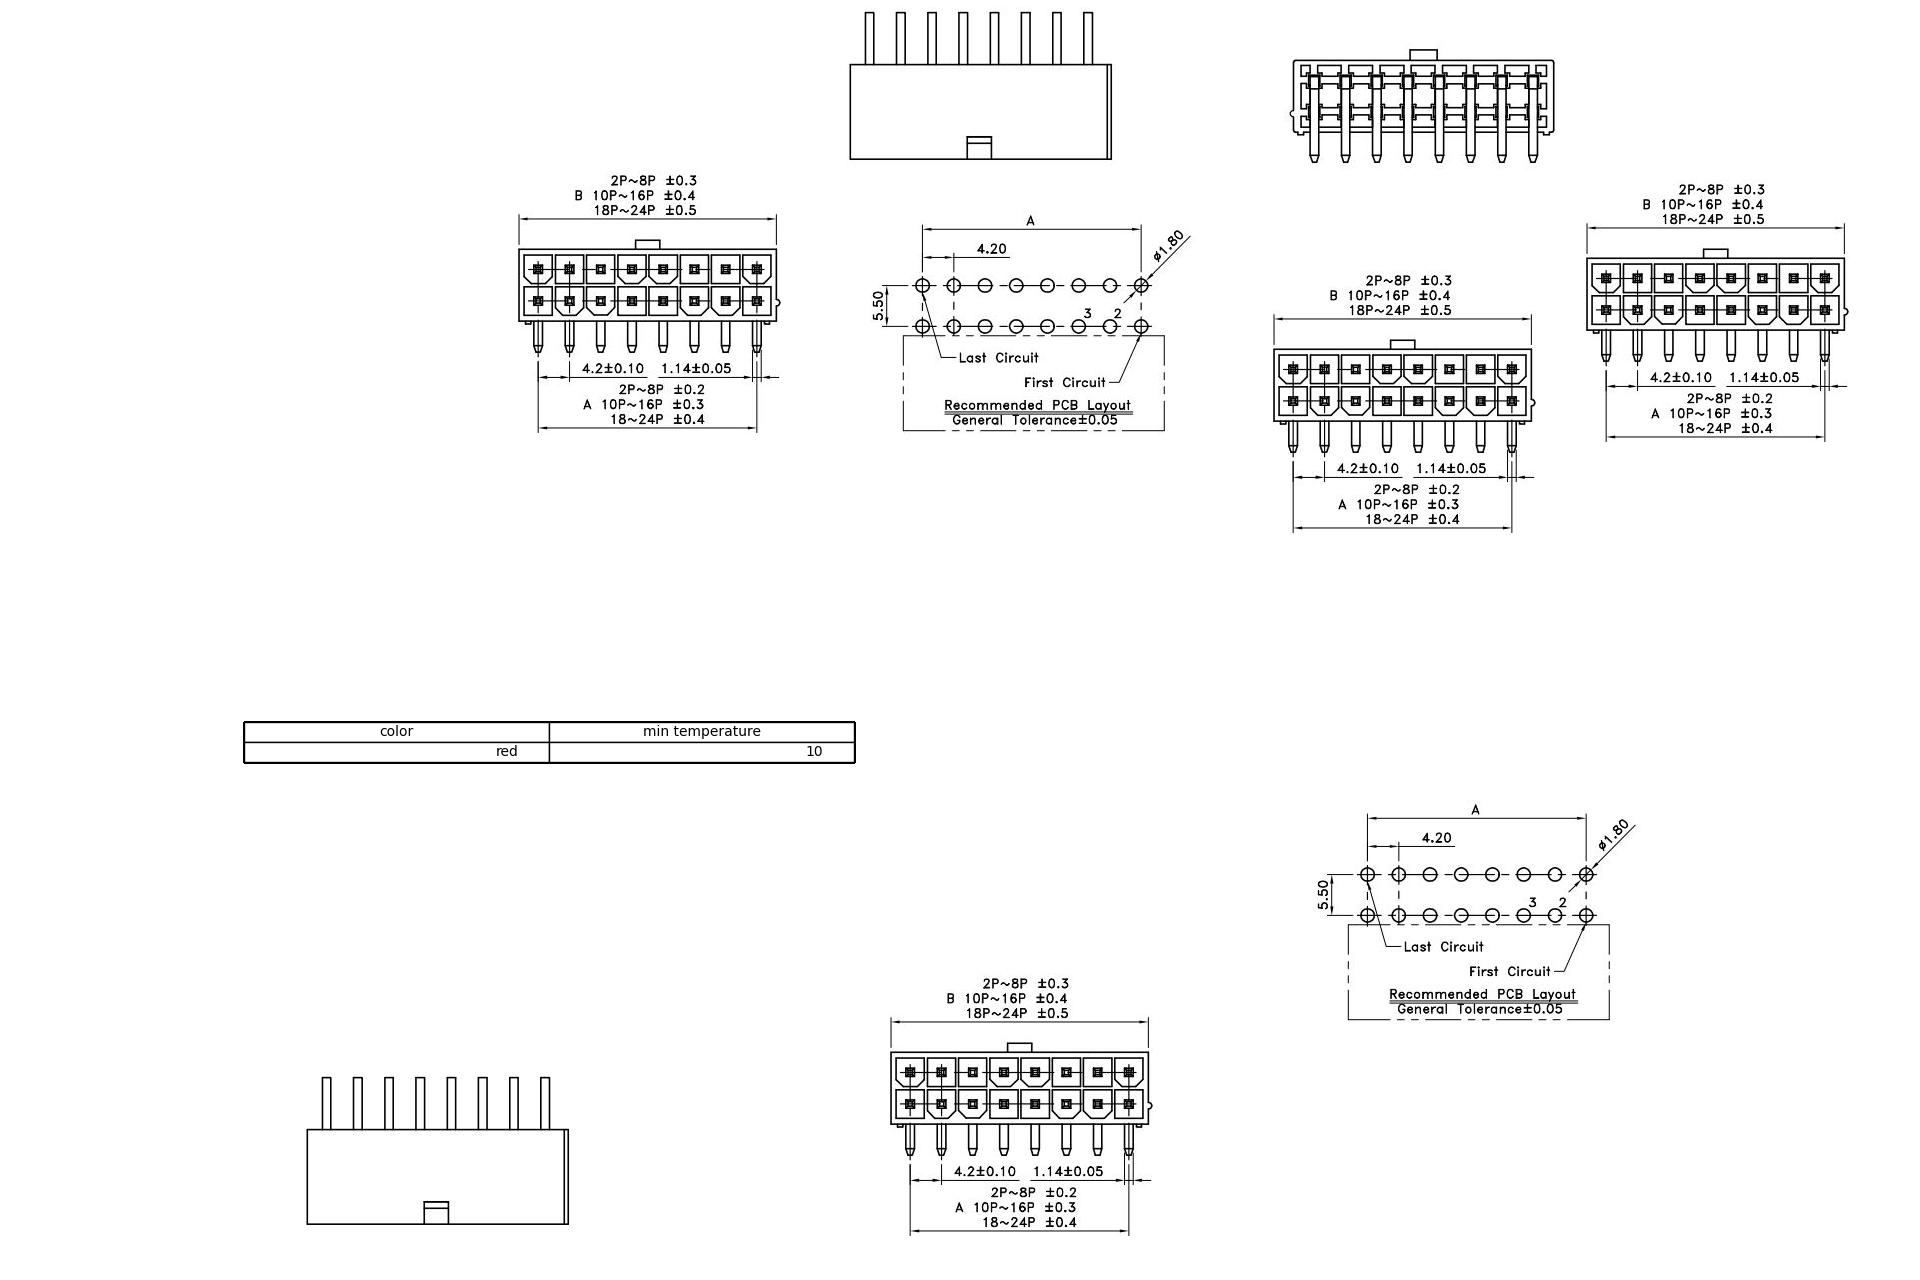 2P~8P ±0.3
B 10P~16P ±0.4
18P~24P ±0.5
4.2±0.10 1.14±0.05
2P~8P ±0.2
A 10P~16P ±0.3
18~24P ±0.4
A
4.20
ø1.80
5.50
3 2
Last Circuit
First Circuit
Recommended PCB Layout
General Tolerance±0.05
2P~8P ±0.3
B 10P~16P ±0.4
18P~24P ±0.5
4.2±0.10 1.14±0.05
2P~8P ±0.2
A 10P~16P ±0.3
18~24P ±0.4
2P~8P ±0.3
B 10P~16P ±0.4
18P~24P ±0.5
4.2±0.10 1.14±0.05
2P~8P ±0.2
A 10P~16P ±0.3
18~24P ±0.4
color min temperature
red 10
A
4.20
ø1.80
5.50
3 2
Last Circuit
First Circuit
Recommended PCB Layout
General Tolerance±0.05
2P~8P ±0.3
B 10P~16P ±0.4
18P~24P ±0.5
4.2±0.10 1.14±0.05
2P~8P ±0.2
A 10P~16P ±0.3
18~24P ±0.4